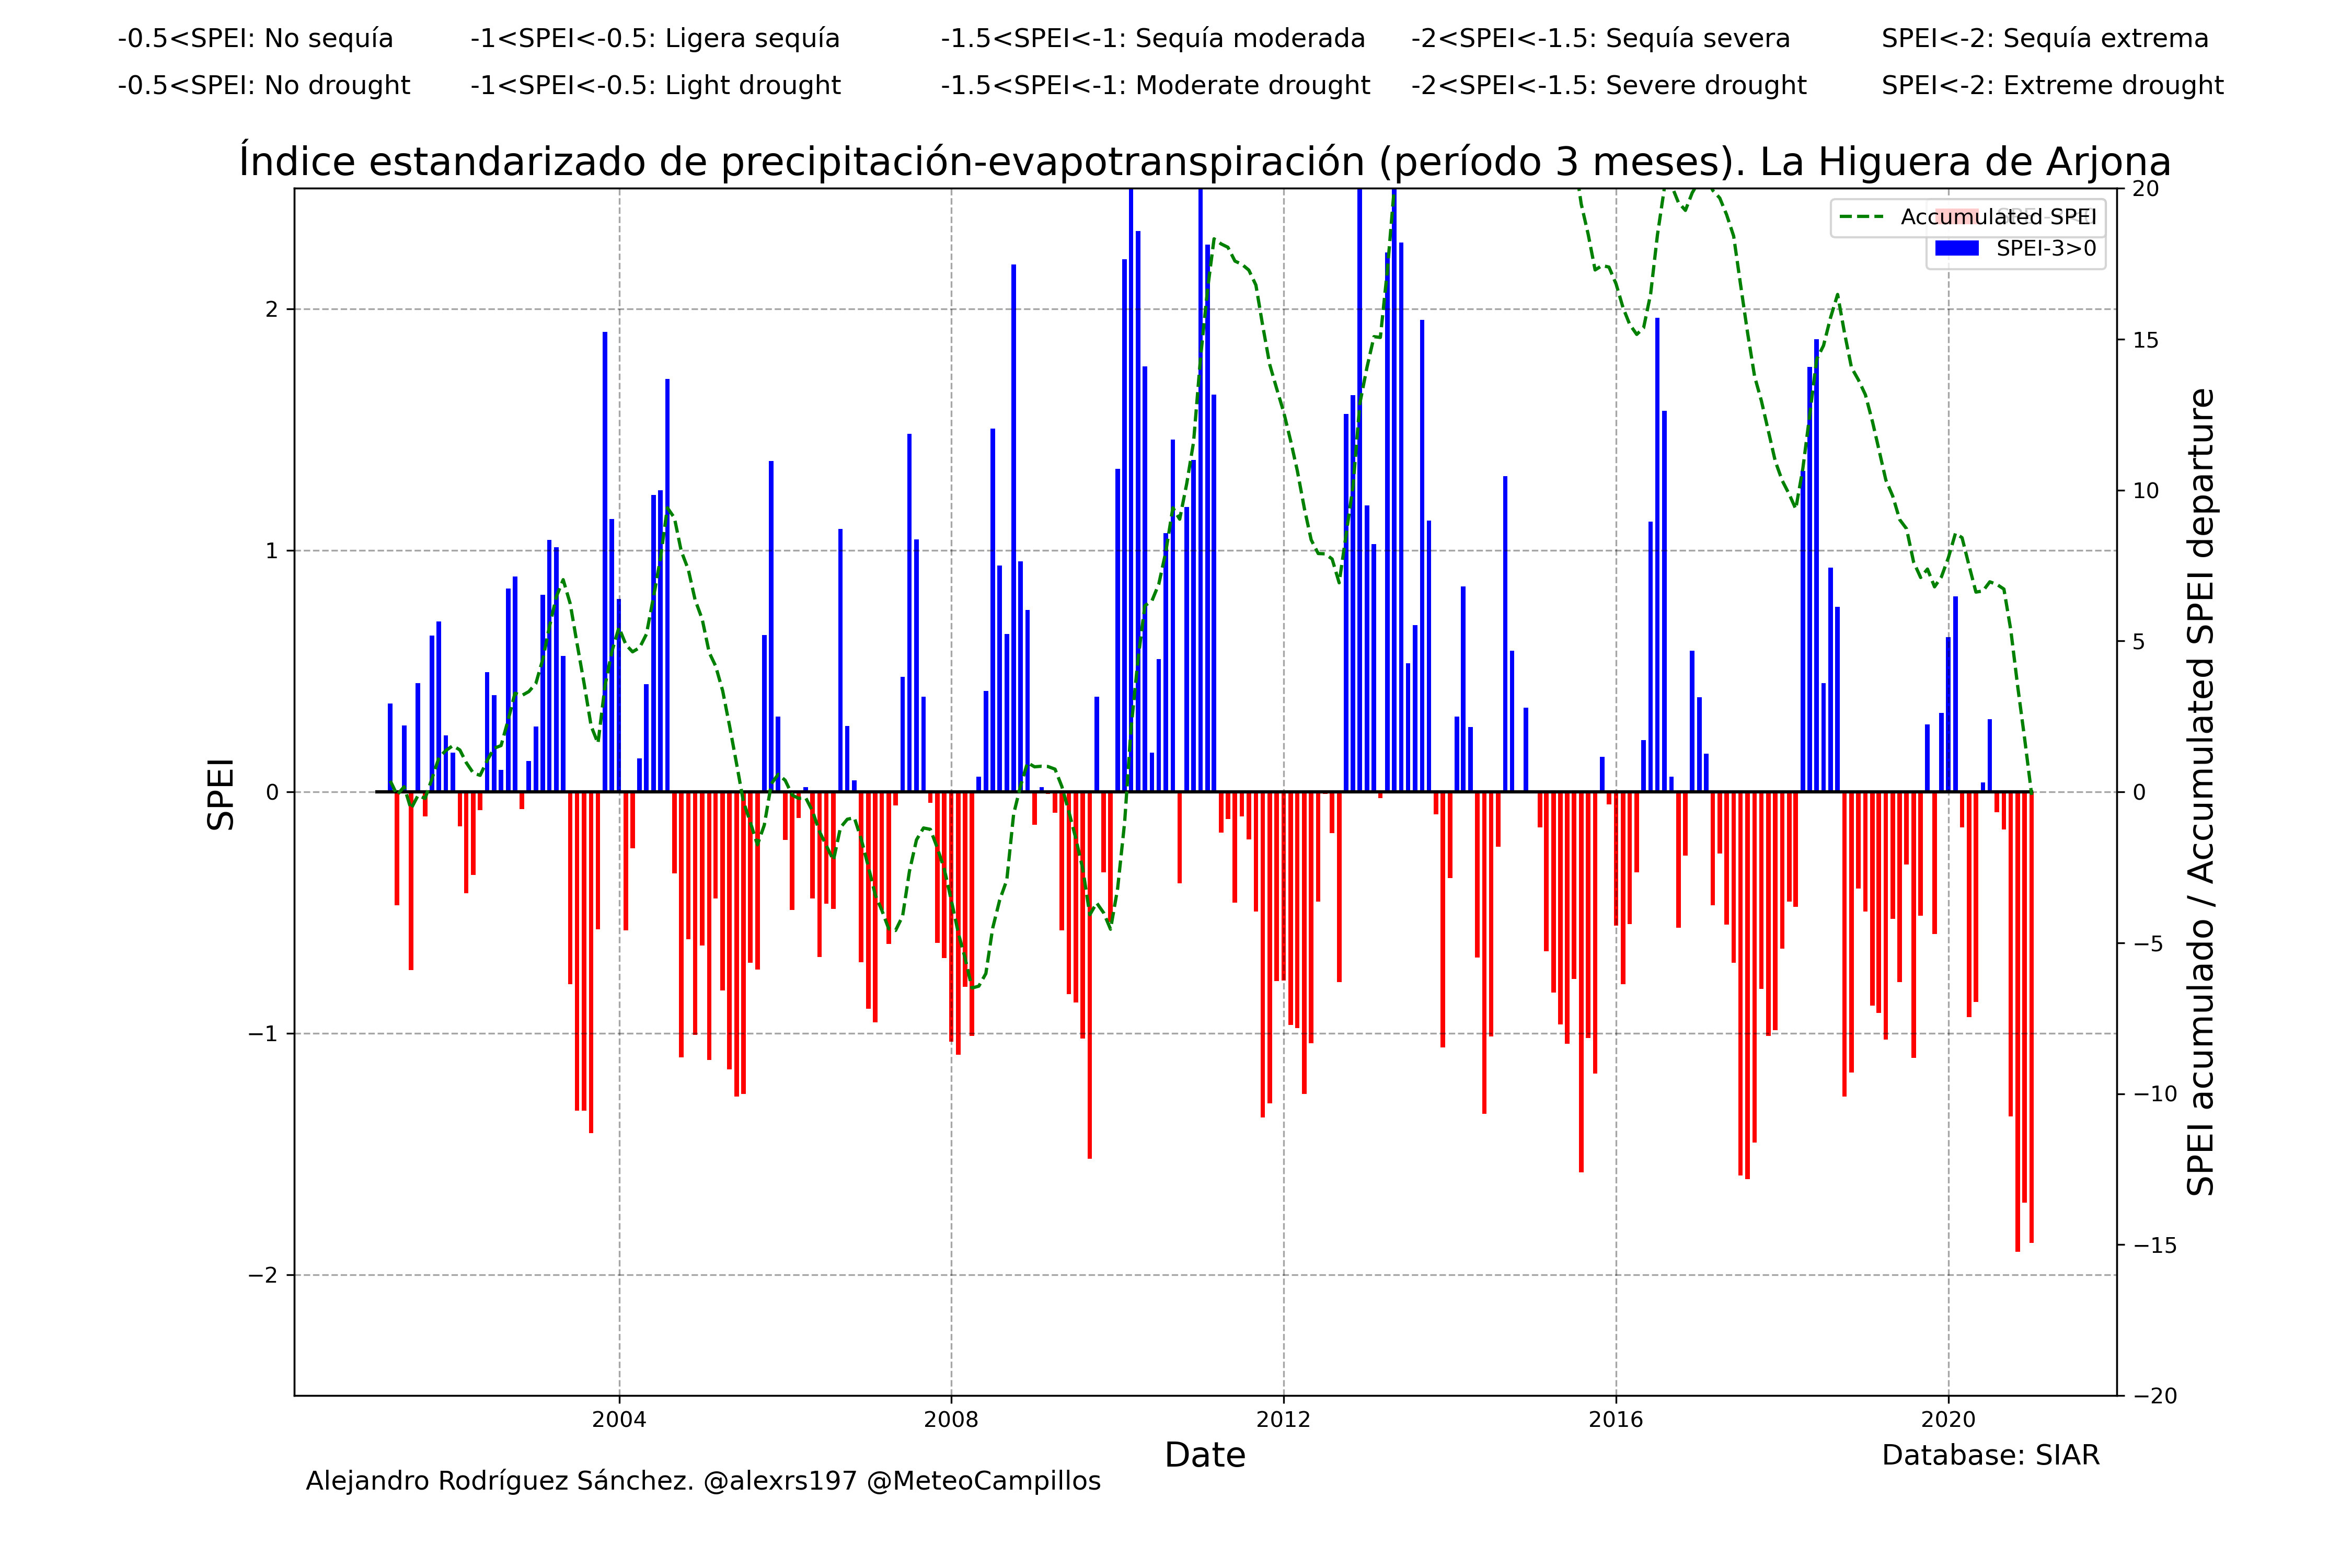 -0.5<SPEI: No sequía -1<SPEI<-0.5: Ligera sequía -1.5<SPEI<-1: Sequía moderada -2<SPEI<-1.5: Sequía severa SPEI<-2: Sequía extrema
-0.5<SPEI: No drought -1<SPEI<-0.5: Light drought -1.5<SPEI<-1: Moderate drought -2<SPEI<-1.5: Severe drought SPEI<-2: Extreme drought
Índice estandarizado de precipitación-evapotranspiración (período 3 meses). La Higuera de Arjona
Accumulated SPEI
SPEI-3>0
SPEI
2
1
0
−1
−2
20
15
10
5
0
−5
−10
−15
−20
SPEI acumulado / Accumulated SPEI departure
2004 2008 2012 2016 2020
Date
Database: SIAR
Alejandro Rodríguez Sánchez. @alexrs197 @MeteoCampillos